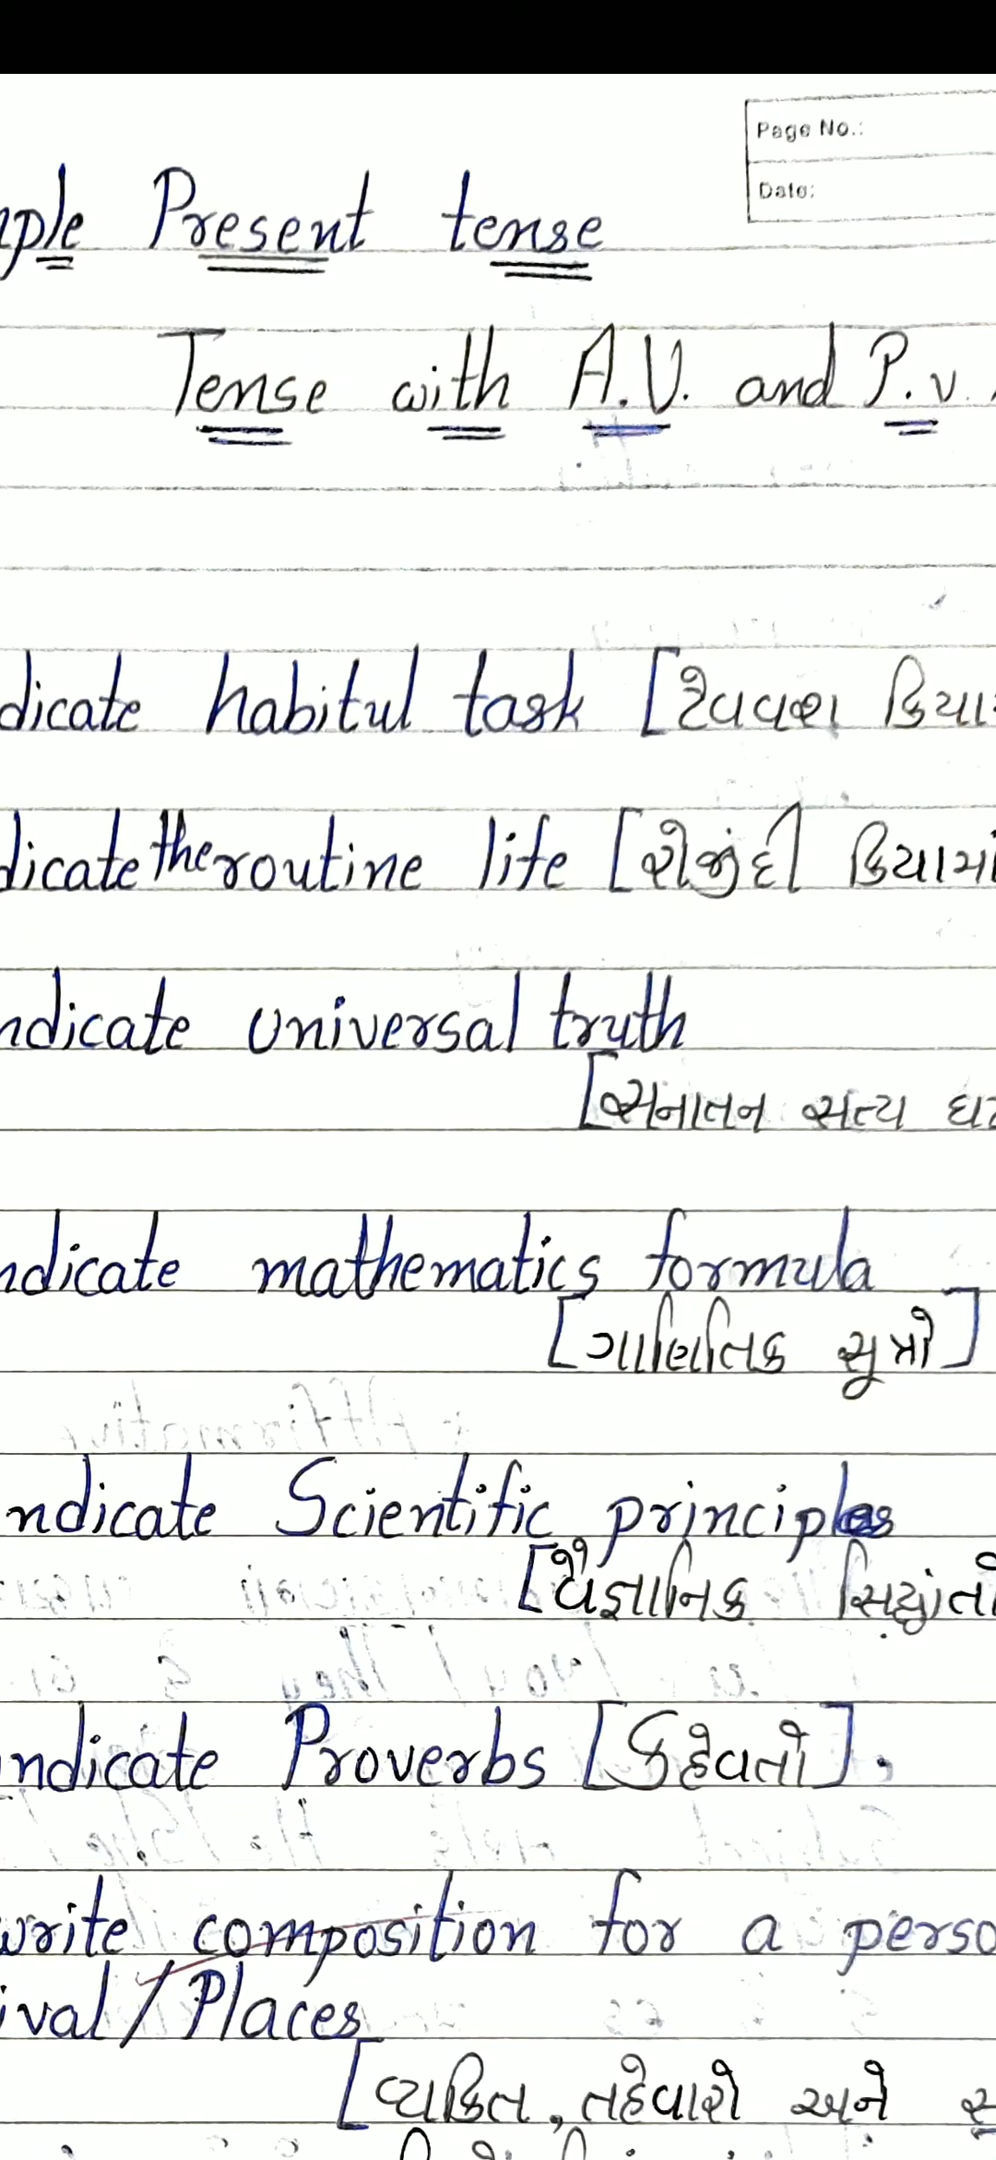 Page No.:
Date:
ple Present tense
Tense with A.V. and P.v.
dicate habitul task [ટેવવશ ક્રિયા
dicate the routine life [રોજીંદી ક્રિયામાં
ndicate universal truth
[સનાતન સત્ય
ndicate mathematics formula
[ગાણિતિક સુત્રો]
ndicate Scientific principles
[વૈજ્ઞાનિક સિદ્ધાંતો
ndicate Proverbs [કહેવતો].
write composition for a perso
ival / Places
[વ્યકિત, તહેવારો અને